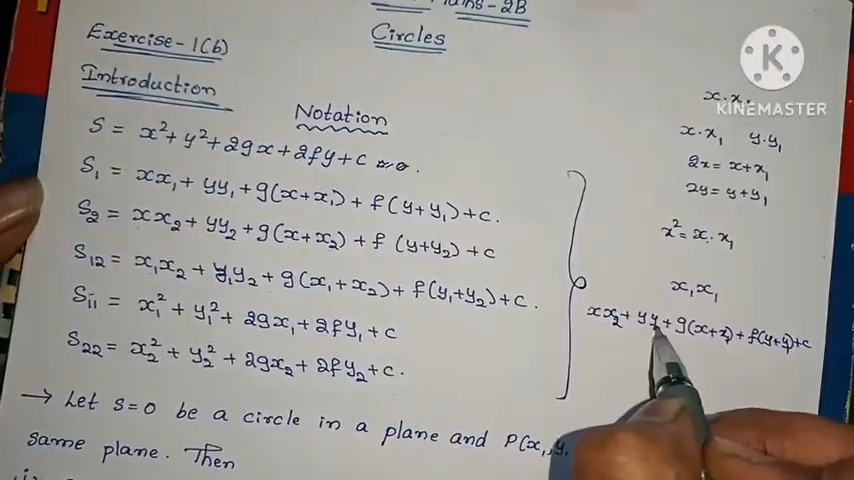 Maths-2B
Circles
Exercise-1(b)
Introduction
Notation
S = x²+y²+2gx+2fy+c
S₁ = xx₁+yy₁+g(x+x₁)+f(y+y₁)+c.
S₂ = xx₂+yy₂+g(x+x₂)+f(y+y₂)+c
S₁₂ = x₁x₂+y₁y₂+g(x₁+x₂)+f(y₁+y₂)+c.
S₁₁ = x₁²+y₁²+2gx₁+2fy₁+c
S₂₂ = x₂²+y₂²+2gx₂+2fy₂+c.
→ Let S=0 be a circle in a plane and P(x₁,y
same plane. Then
K
KINEMASTER
x·x
x·x₁ y·y₁
2x = x+x₁
2y = y+y₁
x² = x·x₁
x₁x₁
xx₂+yy+g(x+x₁)+f(y+y₁)+c